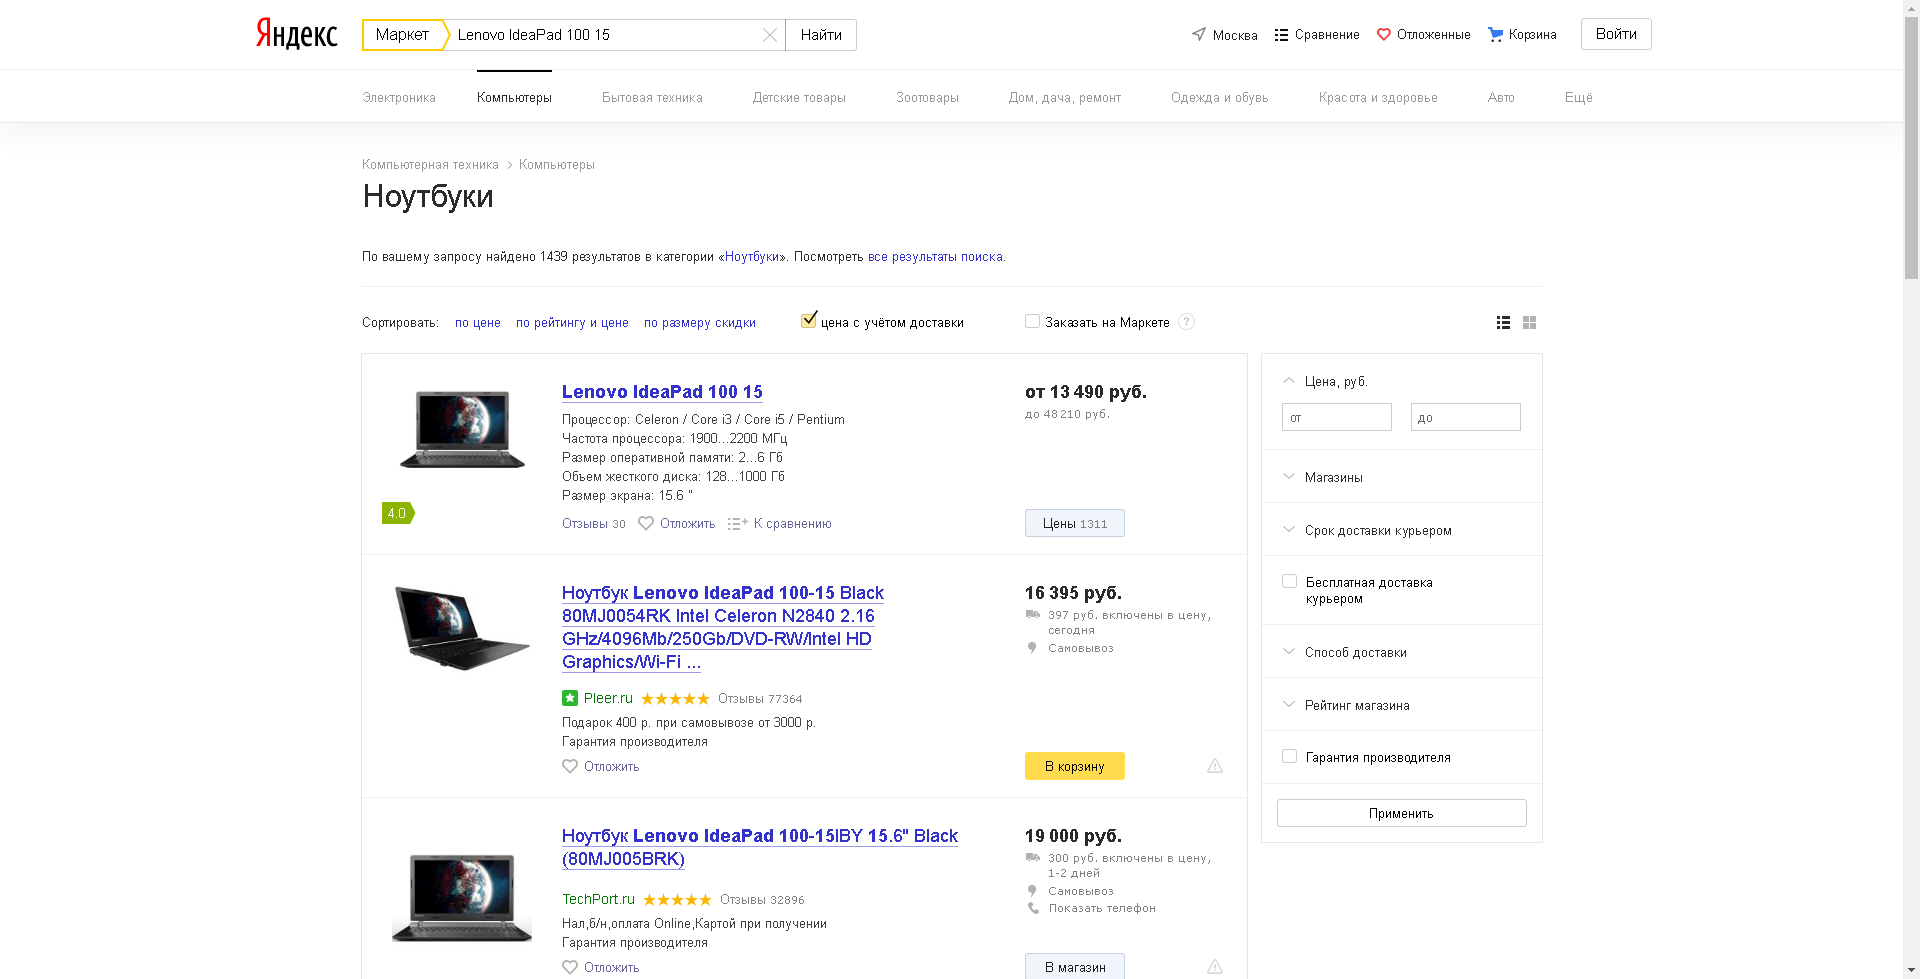 Яндекс
Маркет Lenovo IdeaPad 100 15 Найти
Москва Сравнение Отложенные Корзина Войти
Электроника Компьютеры Бытовая техника Детские товары Зоотовары Дом, дача, ремонт Одежда и обувь Красота и здоровье Авто Ещё
Компьютерная техника > Компьютеры
Ноутбуки
По вашему запросу найдено 1439 результатов в категории «Ноутбуки». Посмотреть все результаты поиска.
Сортировать: по цене по рейтингу и цене по размеру скидки цена с учётом доставки Заказать на Маркете ?
Lenovo IdeaPad 100 15
Процессор: Celeron / Core i3 / Core i5 / Pentium
Частота процессора: 1900...2200 МГц
Размер оперативной памяти: 2...6 Гб
Объем жесткого диска: 128...1000 Гб
Размер экрана: 15.6 "
4.0
Отзывы 30 Отложить К сравнению
от 13 490 руб.
до 48 210 руб.
Цены 1311
Ноутбук Lenovo IdeaPad 100-15 Black
80MJ0054RK Intel Celeron N2840 2.16
GHz/4096Mb/250Gb/DVD-RW/Intel HD
Graphics/Wi-Fi ...
Pleer.ru Отзывы 77364
Подарок 400 р. при самовывозе от 3000 р.
Гарантия производителя
Отложить
16 395 руб.
397 руб. включены в цену,
сегодня
Самовывоз
В корзину
Ноутбук Lenovo IdeaPad 100-15IBY 15.6" Black
(80MJ005BRK)
TechPort.ru Отзывы 32896
Нал,б/н,оплата Online,Картой при получении
Гарантия производителя
Отложить
19 000 руб.
300 руб. включены в цену,
1-2 дней
Самовывоз
Показать телефон
В магазин
Цена, руб.
от до
Магазины
Срок доставки курьером
Бесплатная доставка
курьером
Способ доставки
Рейтинг магазина
Гарантия производителя
Применить